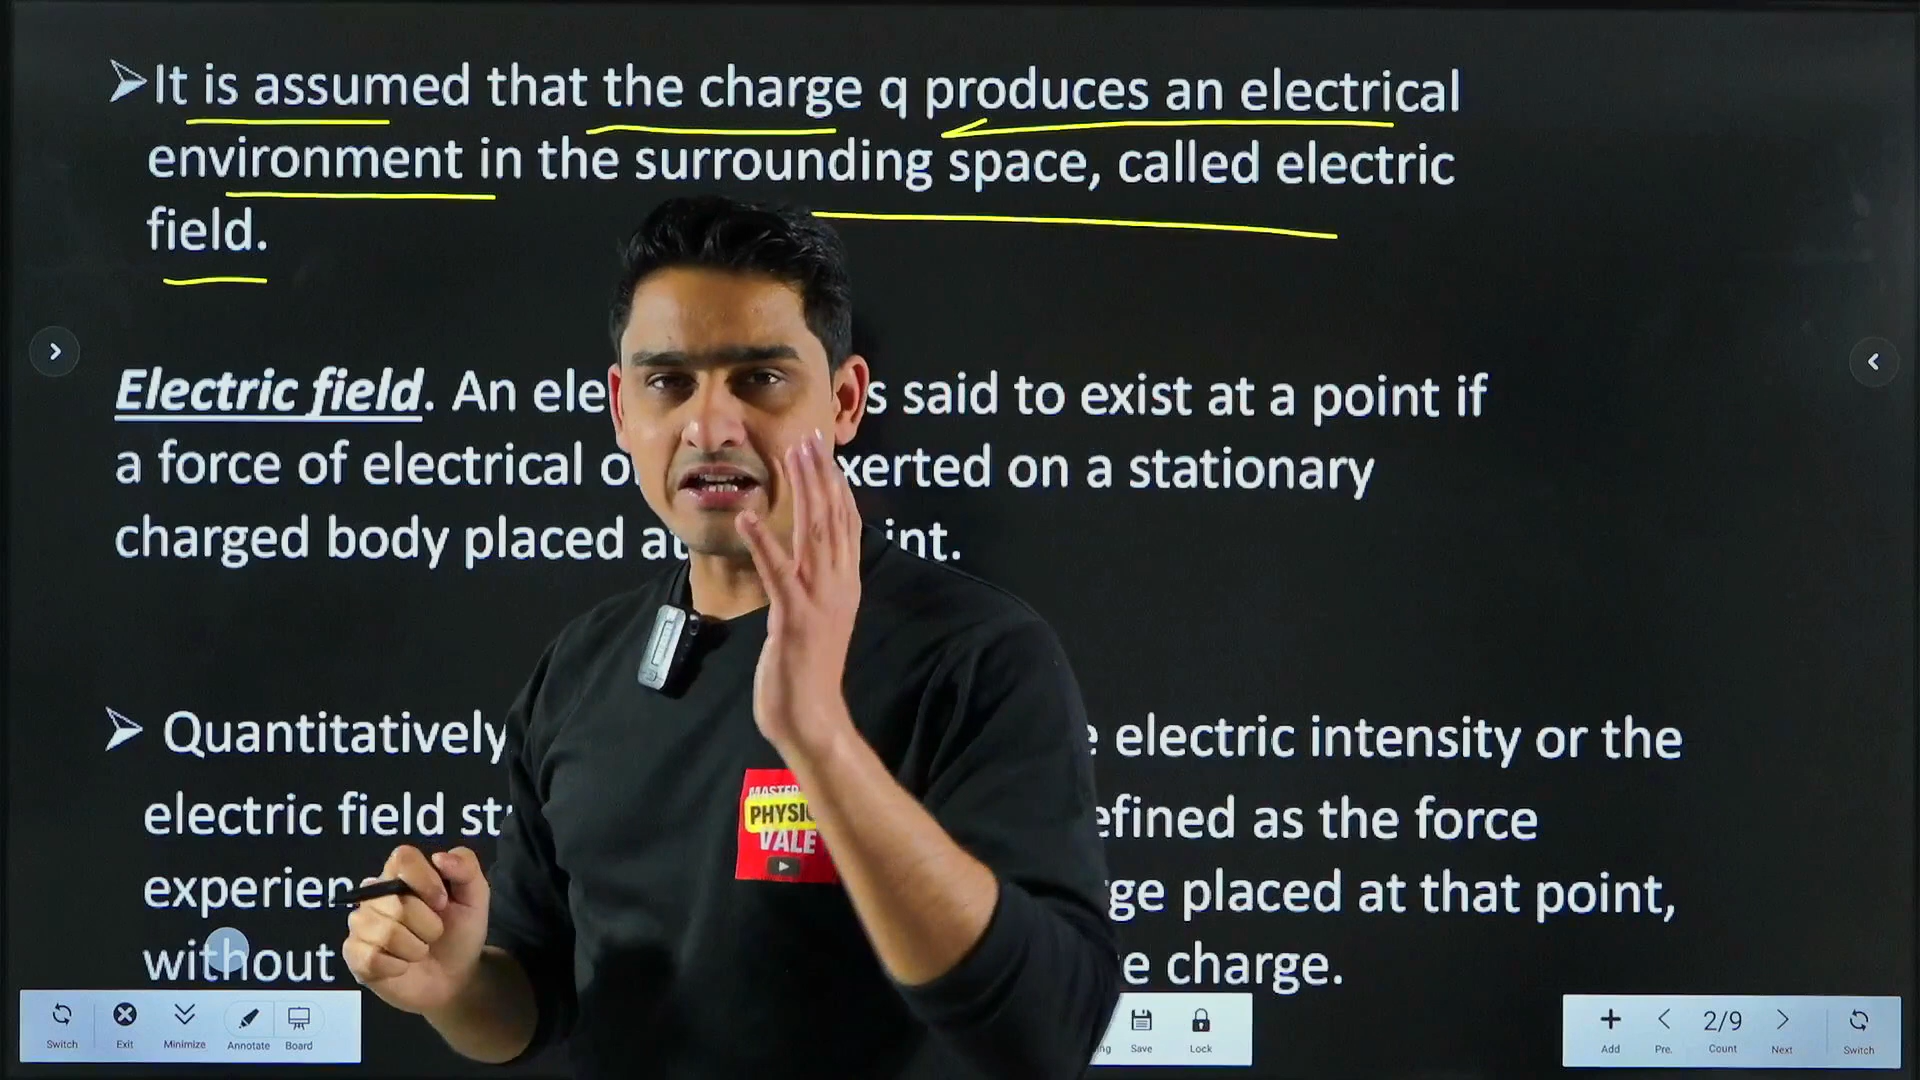 ➤It is assumed that the charge q produces an electrical
environment in the surrounding space, called electric
field.
Electric field. An ele s said to exist at a point if
a force of electrical o xerted on a stationary
charged body placed at int.
➤ Quantitatively e electric intensity or the
electric field st efined as the force
experien ge placed at that point,
without e charge.
MASTER
PHYSIC
VALE
Switch Exit Minimize Annotate Board ng Save Lock Add Pre. 2/9 Count Next Switch